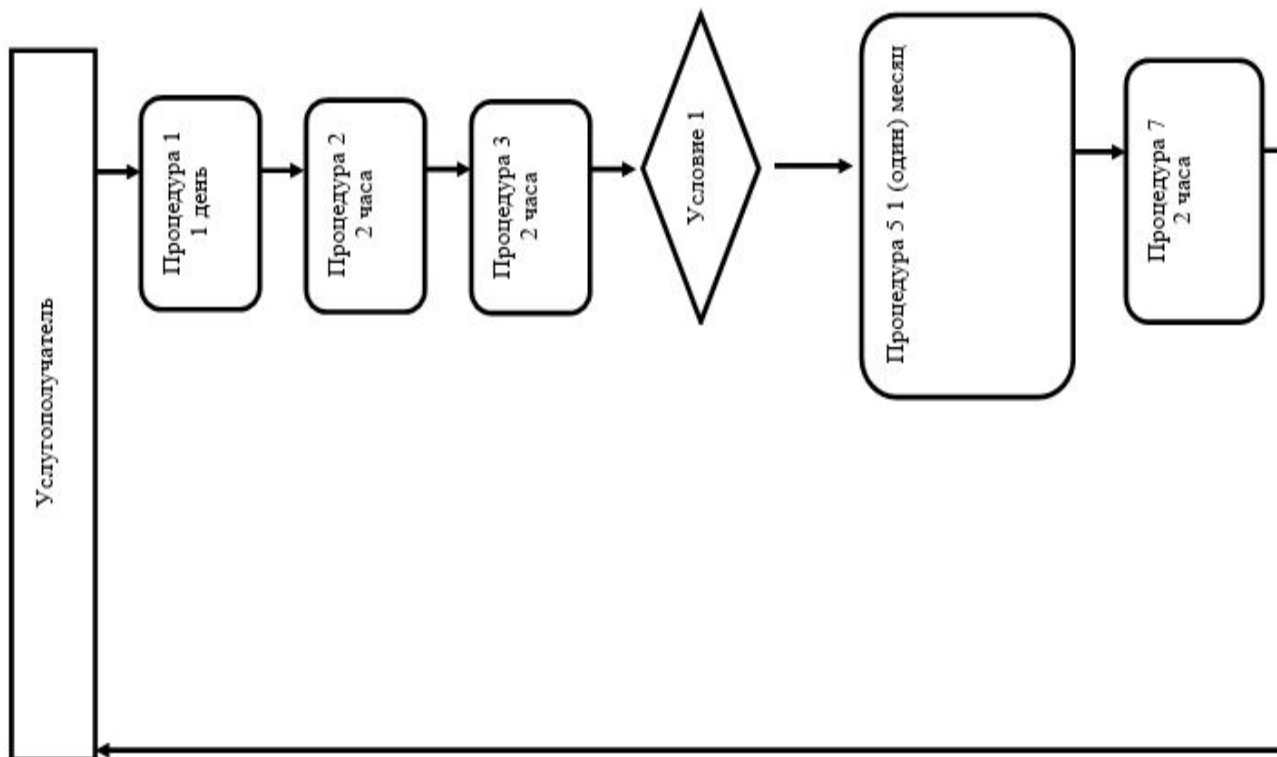 Услугополучатель
Процедура 1
1 день
Процедура 2
2 часа
Процедура 3
2 часа
Условие 1
Процедура 5 1 (один) месяц
Процедура 7
2 часа